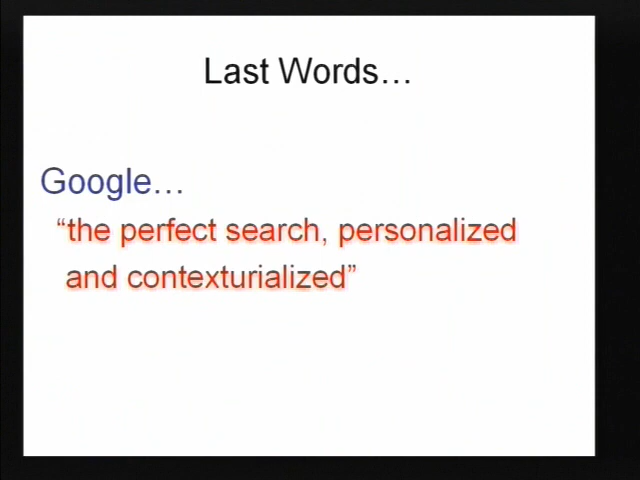 Last Words…
Google…
“the perfect search, personalized
and contexturialized”